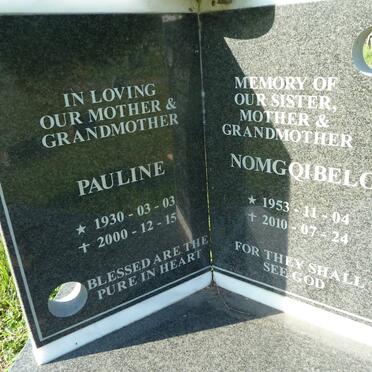 IN LOVING
OUR MOTHER &
GRANDMOTHER
PAULINE
★ 1930 - 03 - 03
✝ 2000 - 12 - 15
BLESSED ARE THE
PURE IN HEART
MEMORY OF
OUR SISTER,
MOTHER &
GRANDMOTHER
NOMGQIBELO
★ 1953 - 11 - 04
✝ 2010 - 07 - 24
FOR THEY SHALL
SEE GOD